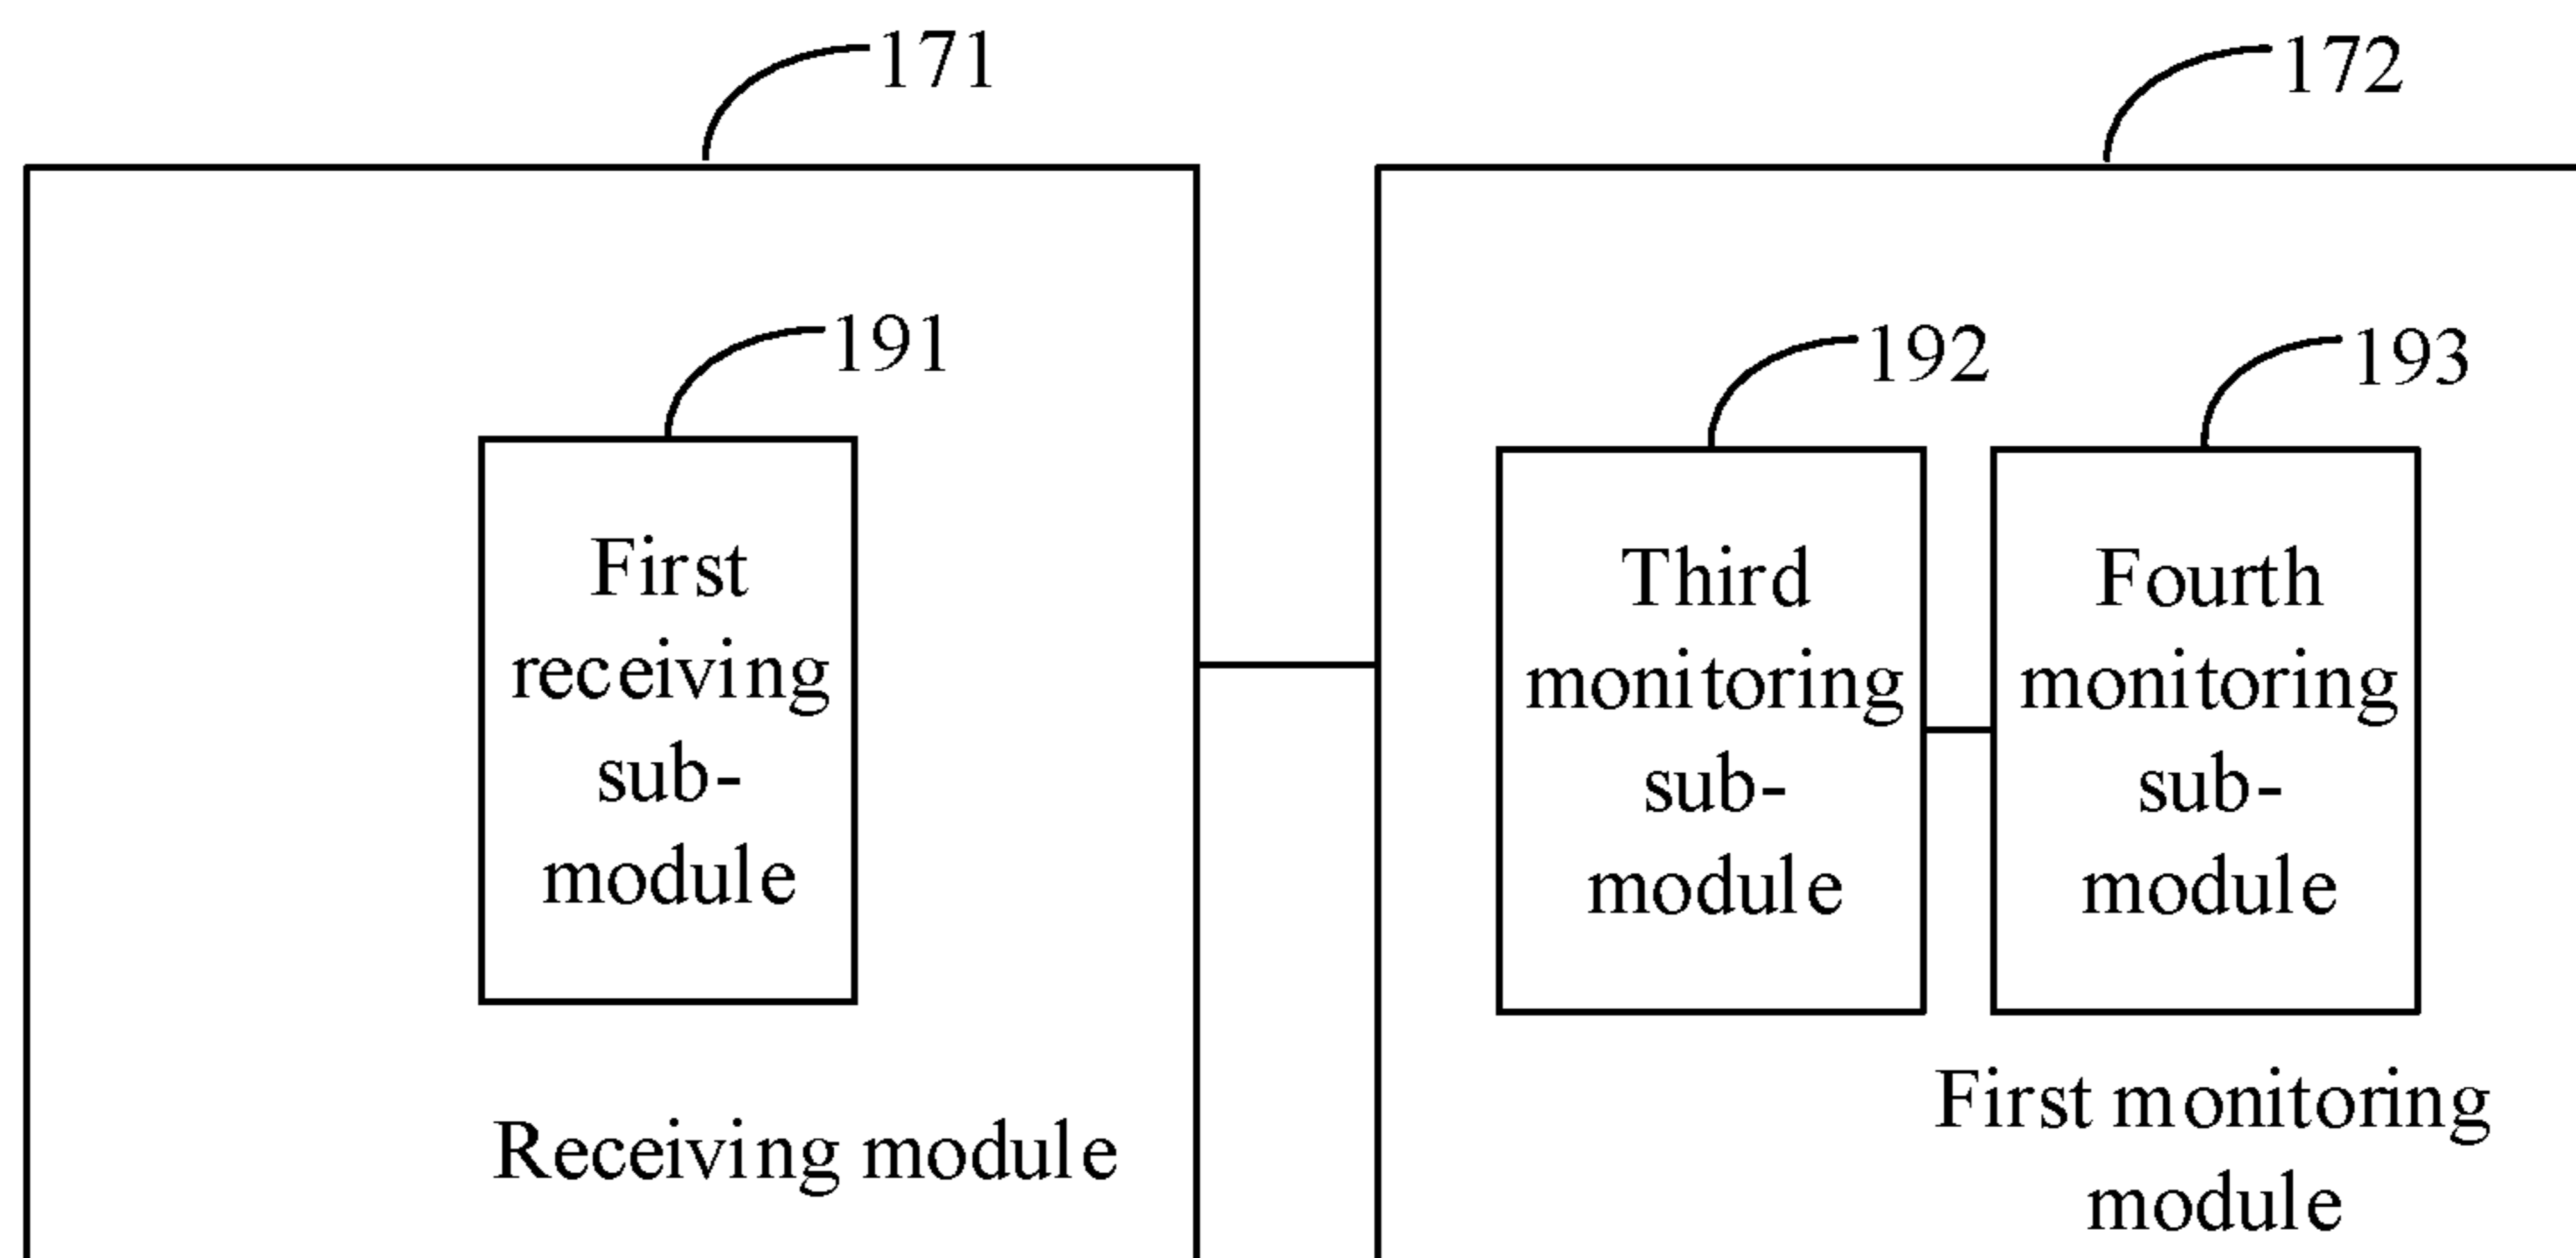 171
172
191
192
193
First
receiving
sub-
module
Third
monitoring
sub-
module
Fourth
monitoring
sub-
module
Receiving module
First monitoring
module